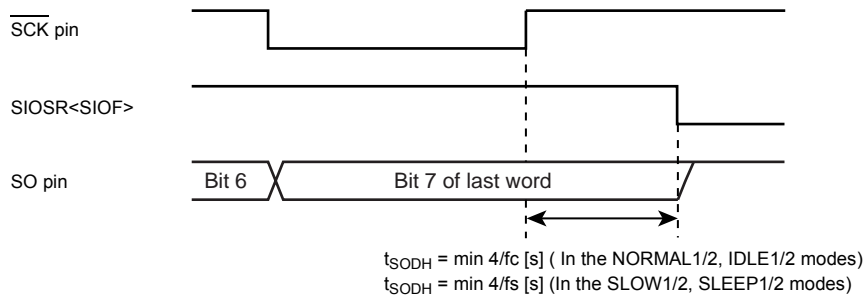 SCK pin
SIOSR<SIOF>
SO pin
Bit 6
Bit 7 of last word
tSODH = min 4/fc [s] ( In the NORMAL1/2, IDLE1/2 modes)
tSODH = min 4/fs [s] (In the SLOW1/2, SLEEP1/2 modes)